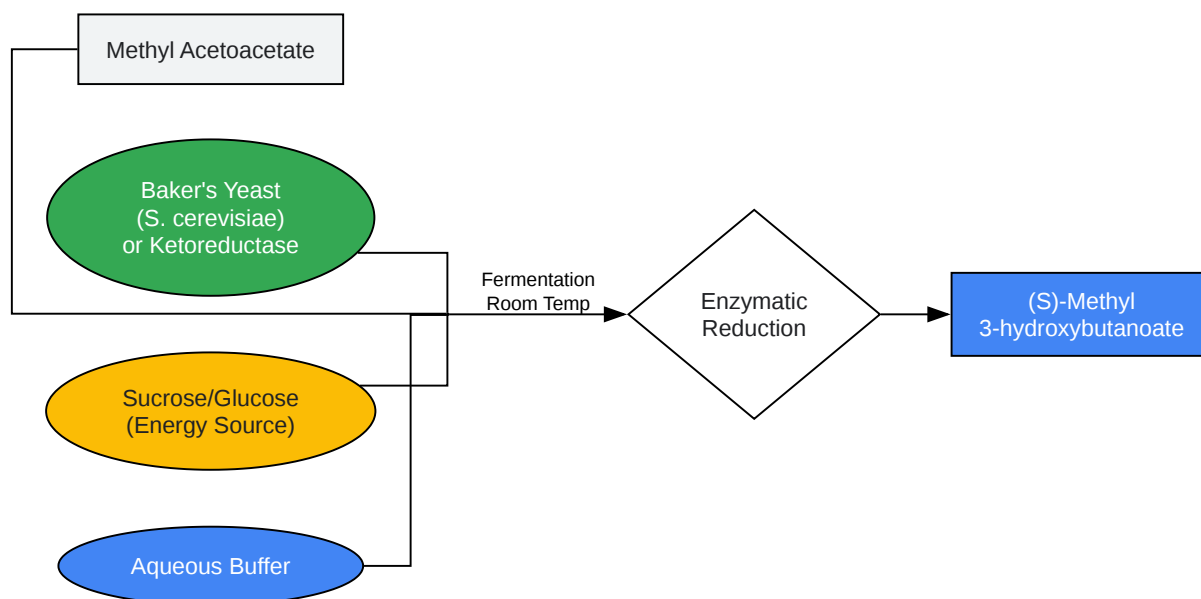 Methyl Acetoacetate
Baker's Yeast
(S. cerevisiae)
or Ketoreductase
Fermentation
Room Temp
Enzymatic
Reduction
(S)-Methyl
3-hydroxybutanoate
Sucrose/Glucose
(Energy Source)
Aqueous Buffer